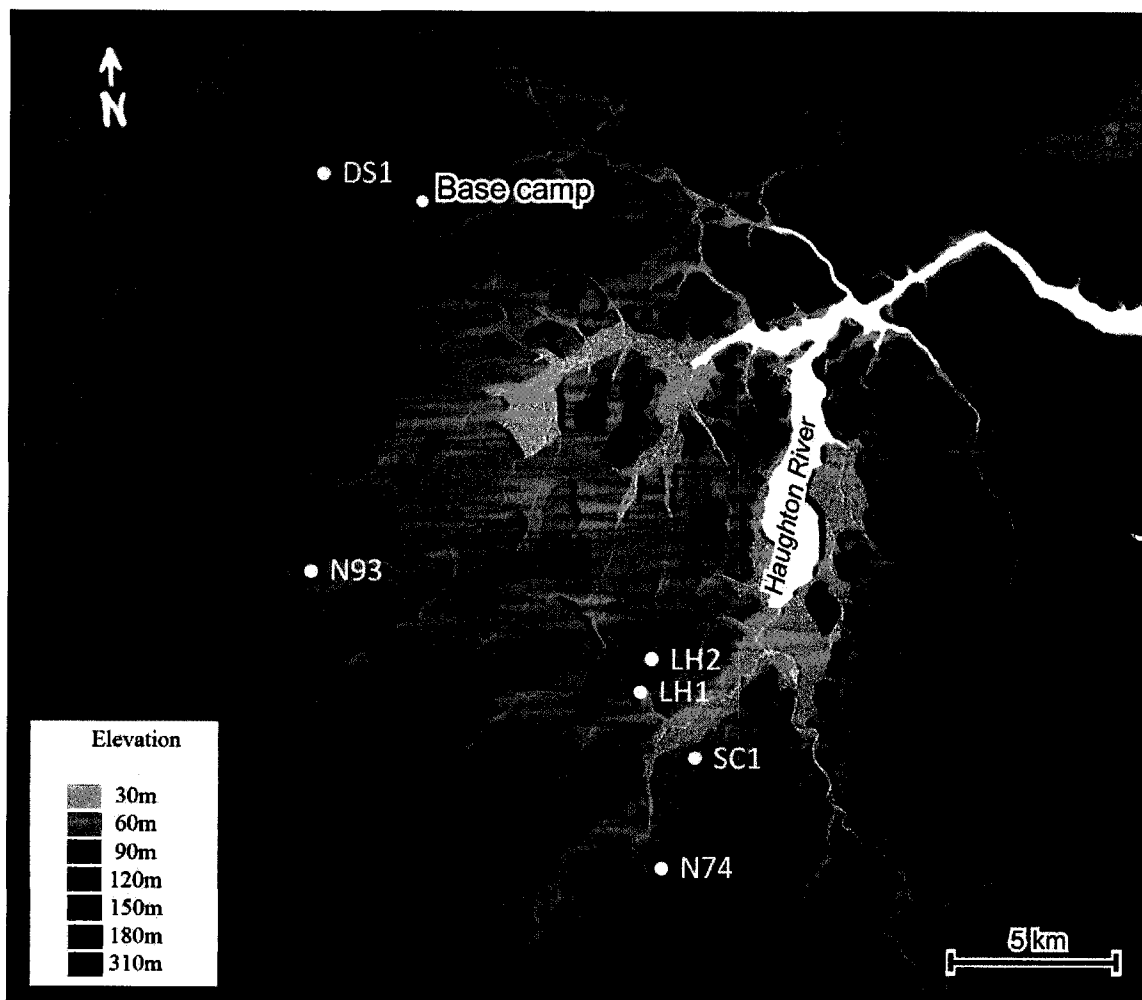 N
DS1
Base camp
Haughton River
N93
LH2
LH1
SC1
N74
Elevation
30m
60m
90m
120m
150m
180m
310m
5 km